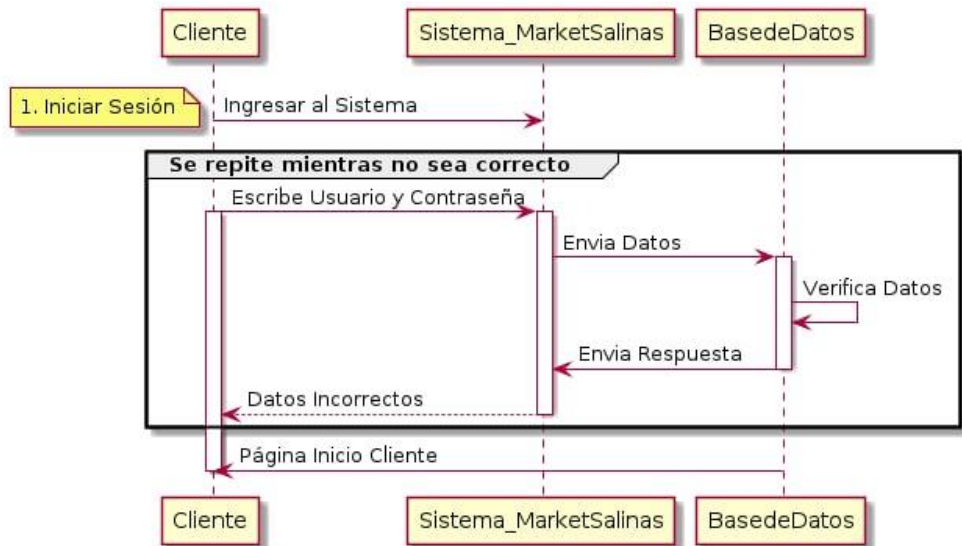 Cliente
Sistema_MarketSalinas
BasedeDatos
1. Iniciar Sesión
Ingresar al Sistema
Se repite mientras no sea correcto
Escribe Usuario y Contraseña
Envia Datos
Verifica Datos
Envia Respuesta
Datos Incorrectos
Página Inicio Cliente
Cliente
Sistema_MarketSalinas
BasedeDatos